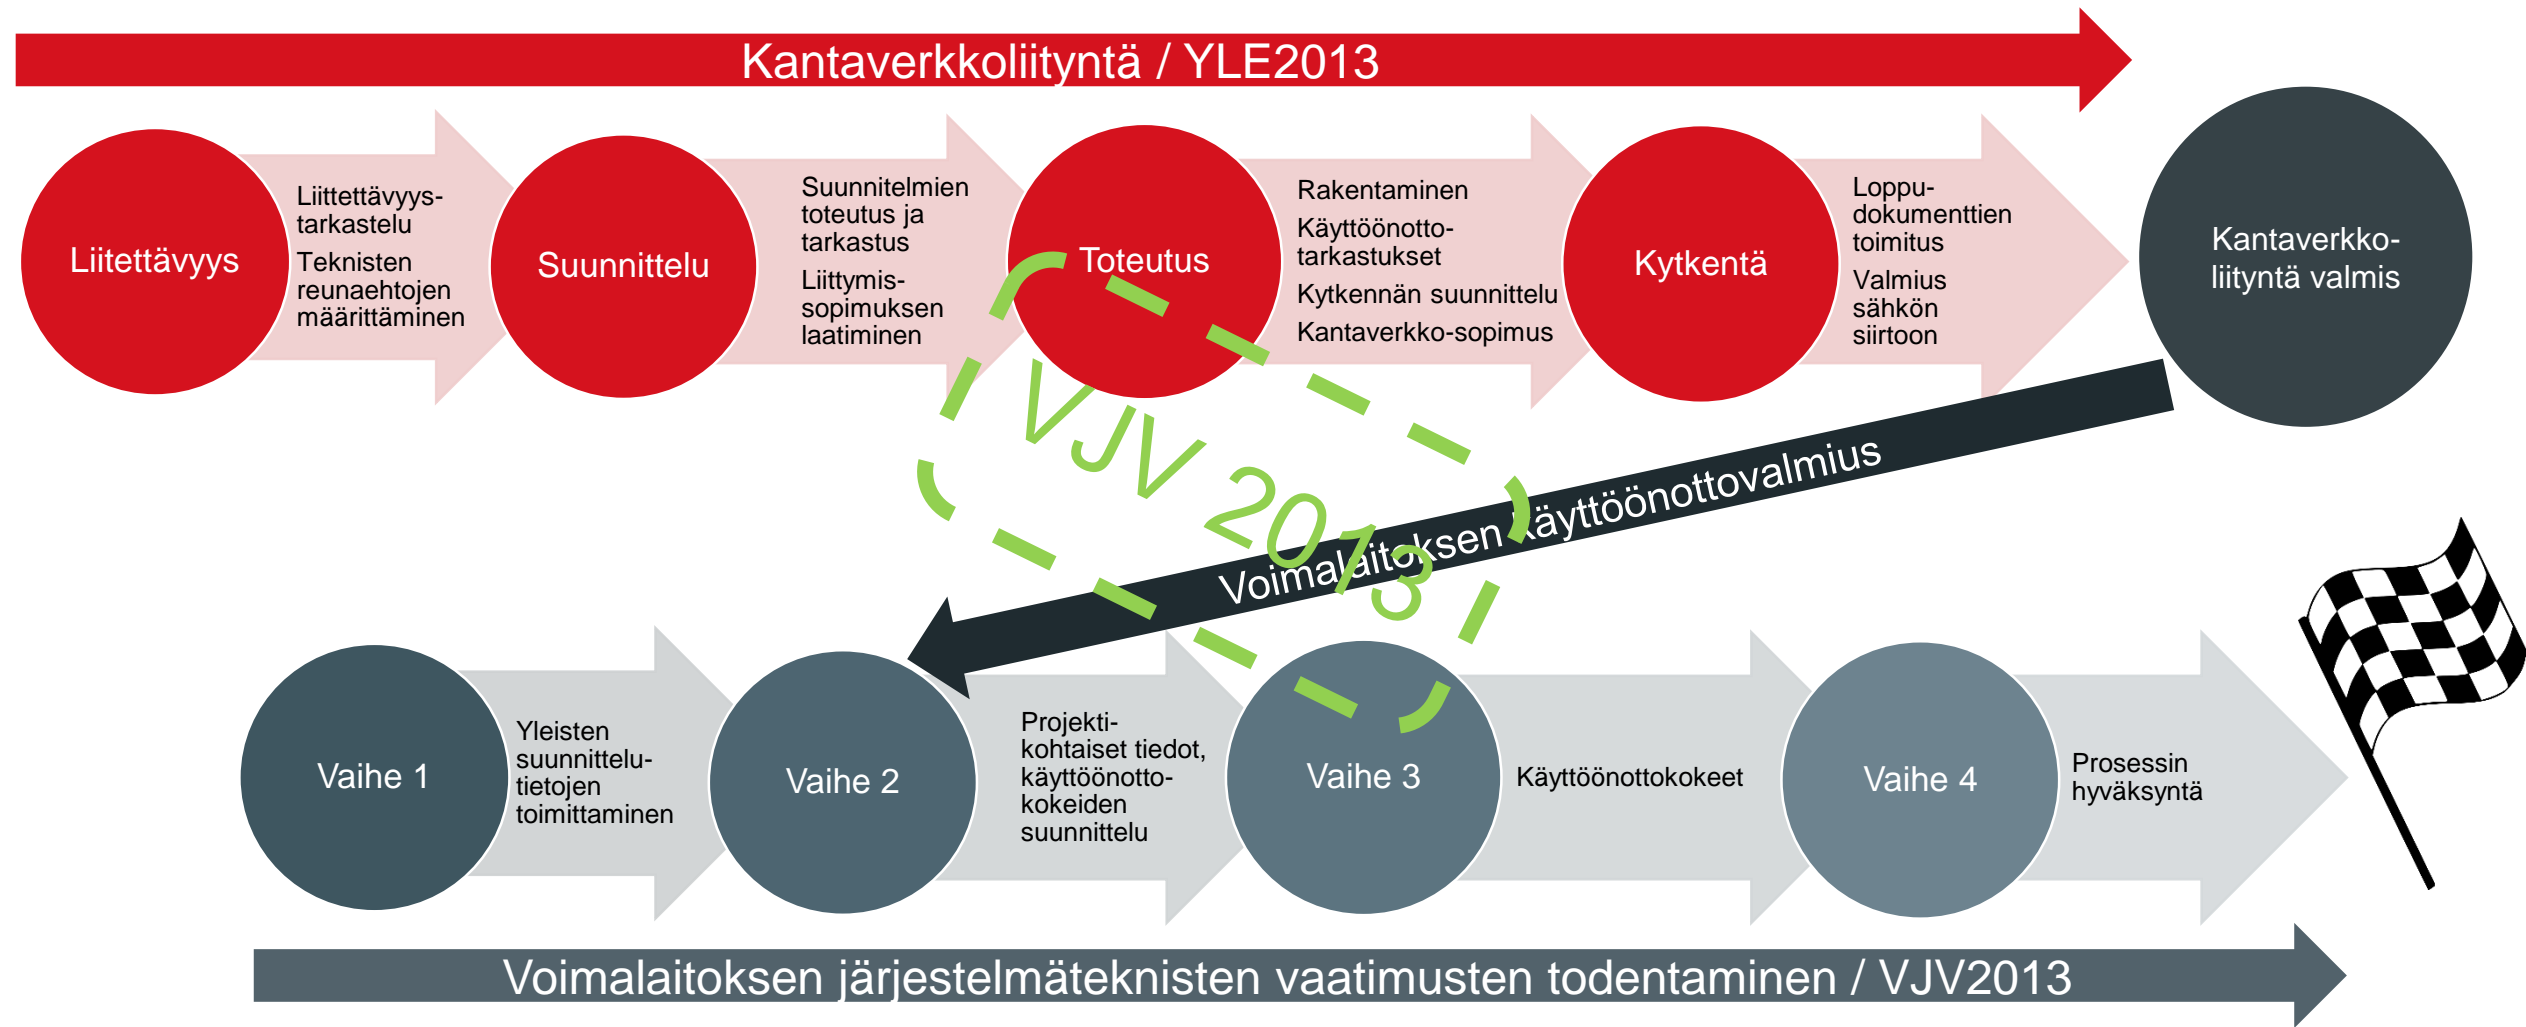 Kantaverkkoliityntä / YLE2013
Liitettävyys
Liittettävyys-
tarkastelu
Teknisten
reunaehtojen
määrittäminen
Suunnittelu
Suunnitelmien
toteutus ja
tarkastus
Liittymis-
sopimuksen
laatiminen
Toteutus
Rakentaminen
Käyttöönotto-
tarkastukset
Kytkennän suunnittelu
Kantaverkko-sopimus
Kytkentä
Loppu-
dokumenttien
toimitus
Valmius
sähkön
siirtoon
Kantaverkko-
liityntä valmis
VJV 2013
Voimalaitoksen käyttöönottovalmius
Vaihe 1
Yleisten
suunnittelu-
tietojen
toimittaminen
Vaihe 2
Projekti-
kohtaiset tiedot,
käyttöönotto-
kokeiden
suunnittelu
Vaihe 3
Käyttöönottokokeet
Vaihe 4
Prosessin
hyväksyntä
Voimalaitoksen järjestelmäteknisten vaatimusten todentaminen / VJV2013